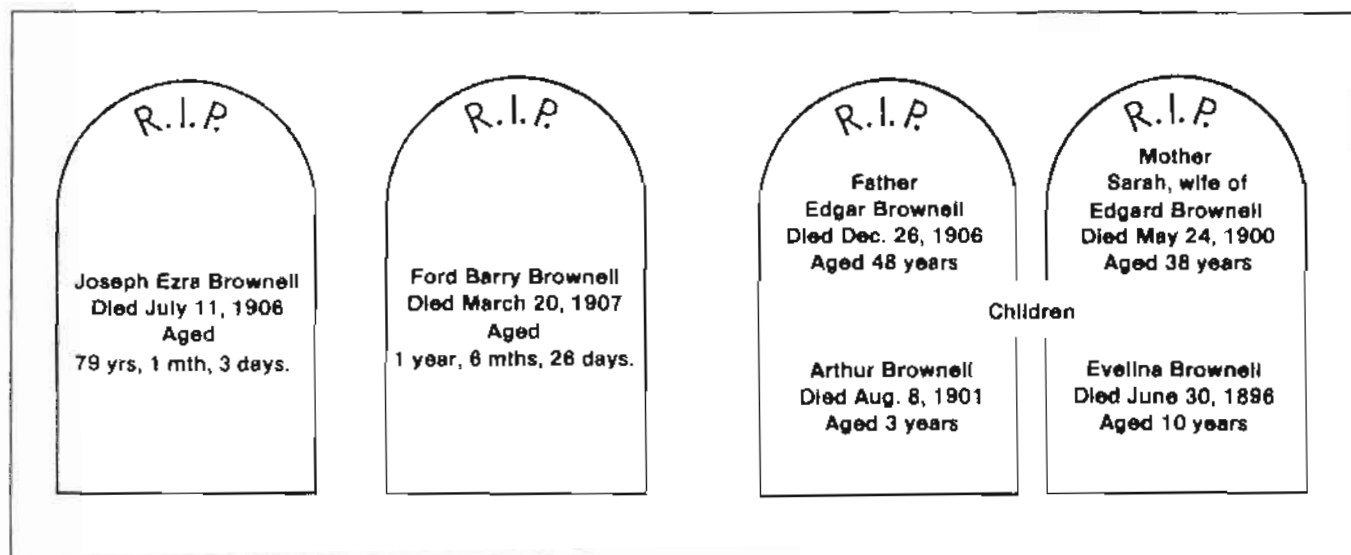 R.I.P.
Joseph Ezra Brownell
Died July 11, 1906
Aged
79 yrs, 1 mth, 3 days.
R.I.P.
Ford Barry Brownell
Died March 20, 1907
Aged
1 year, 6 mths, 26 days.
R.I.P.
Father
Edgar Brownell
Died Dec. 26, 1906
Aged 48 years
R.I.P.
Mother
Sarah, wife of
Edgard Brownell
Died May 24, 1900
Aged 38 years
Children
Arthur Brownell
Died Aug. 8, 1901
Aged 3 years
Evelina Brownell
Died June 30, 1896
Aged 10 years